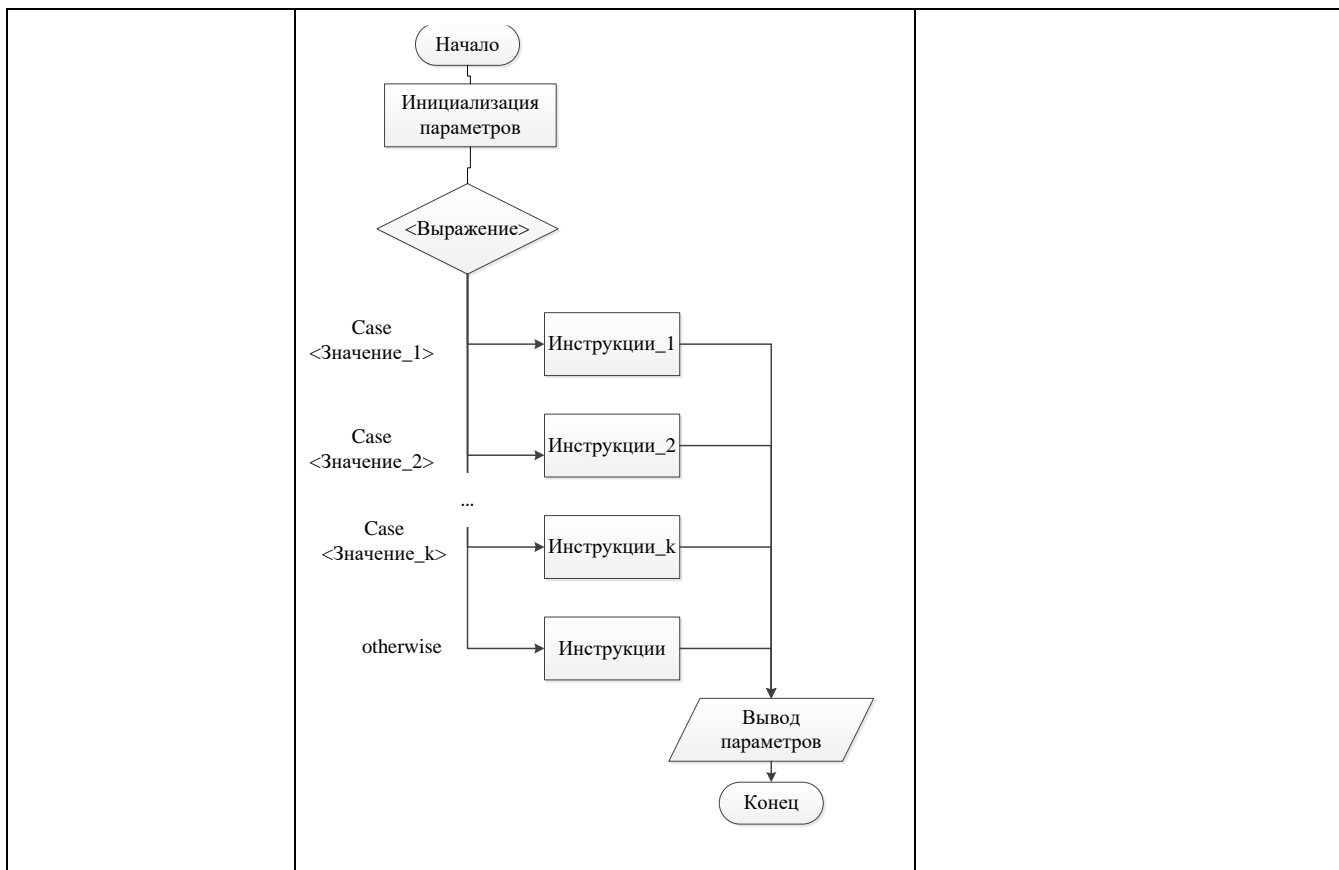 Начало
Инициализация
параметров
<Выражение>
Case
<Значение_1>
Инструкции_1
Case
<Значение_2>
Инструкции_2
...
Case
<Значение_k>
Инструкции_k
otherwise
Инструкции
Вывод
параметров
Конец